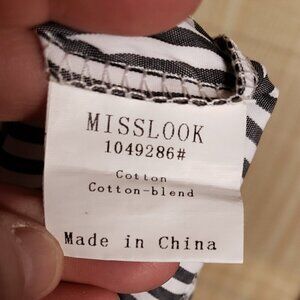 MISSLOOK
1049286#
Cotton
Cotton-blend
Made in China